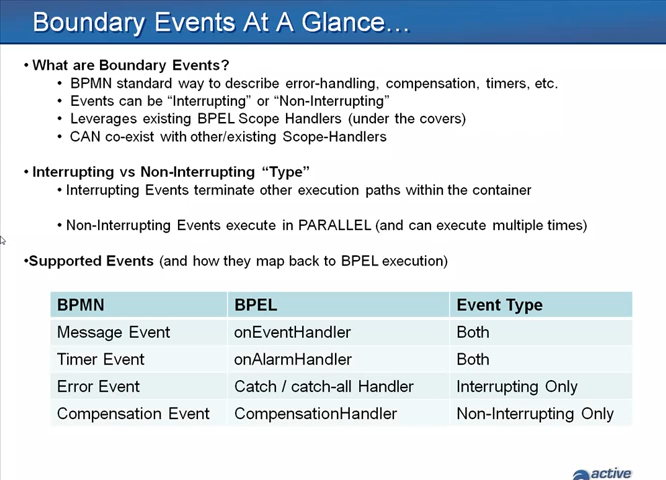 Boundary Events At A Glance…
• What are Boundary Events?
• BPMN standard way to describe error-handling, compensation, timers, etc.
• Events can be “Interrupting” or “Non-Interrupting”
• Leverages existing BPEL Scope Handlers (under the covers)
• CAN co-exist with other/existing Scope-Handlers
• Interrupting vs Non-Interrupting “Type”
• Interrupting Events terminate other execution paths within the container
• Non-Interrupting Events execute in PARALLEL (and can execute multiple times)
•Supported Events (and how they map back to BPEL execution)
BPMN BPEL Event Type
Message Event onEventHandler Both
Timer Event onAlarmHandler Both
Error Event Catch / catch-all Handler Interrupting Only
Compensation Event CompensationHandler Non-Interrupting Only
active